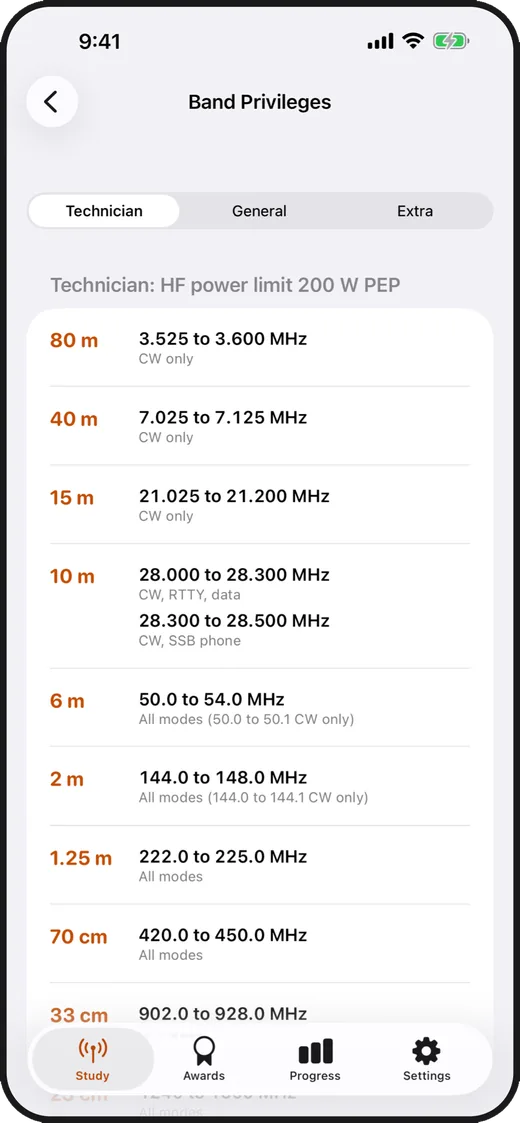 9:41
Band Privileges
Technician General Extra
Technician: HF power limit 200 W PEP
80 m 3.525 to 3.600 MHz
CW only
40 m 7.025 to 7.125 MHz
CW only
15 m 21.025 to 21.200 MHz
CW only
10 m 28.000 to 28.300 MHz
CW, RTTY, data
28.300 to 28.500 MHz
CW, SSB phone
6 m 50.0 to 54.0 MHz
All modes (50.0 to 50.1 CW only)
2 m 144.0 to 148.0 MHz
All modes (144.0 to 144.1 CW only)
1.25 m 222.0 to 225.0 MHz
All modes
70 cm 420.0 to 450.0 MHz
All modes
33 cm 902.0 to 928.0 MHz
Study Awards Progress Settings
All modes